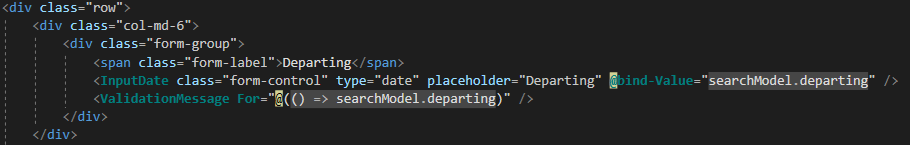 <div class="row">
<div class="col-md-6">
<div class="form-group">
<span class="form-label">Departing</span>
<InputDate class="form-control" type="date" placeholder="Departing" @bind-Value="searchModel.departing" />
<ValidationMessage For="@(() => searchModel.departing)" />
</div>
</div>